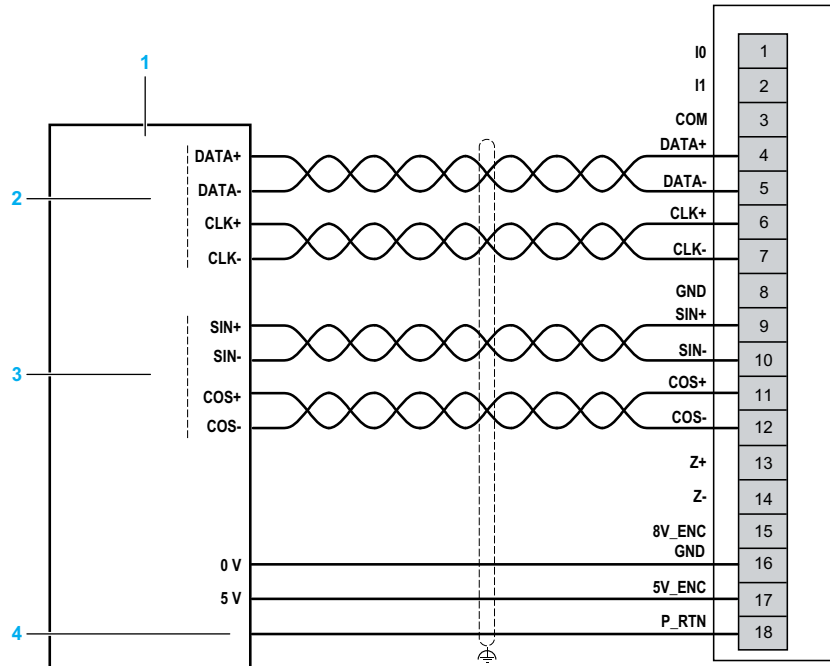 I0 1
1
I1 2
COM 3
DATA+ DATA+ 4
2 DATA- DATA- 5
CLK+ CLK+ 6
CLK- CLK- 7
GND 8
SIN+ SIN+ 9
SIN- SIN- 10
3
COS+ COS+ 11
COS- COS- 12
Z+ 13
Z- 14
8V_ENC 15
0 V GND 16
5 V 5V_ENC 17
4 P_RTN 18